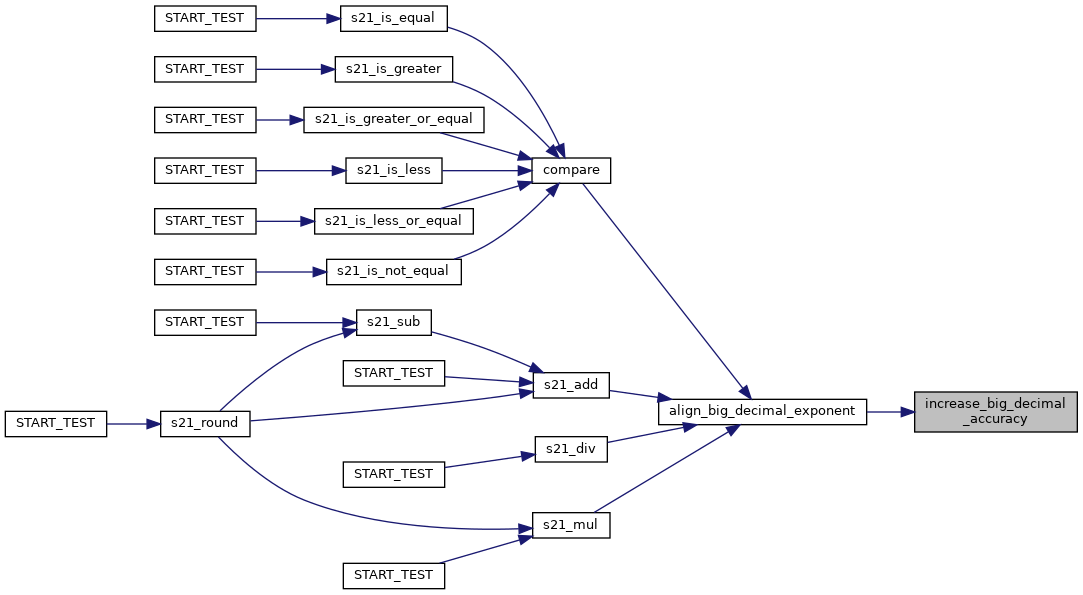 START_TEST
s21_is_equal
START_TEST
s21_is_greater
START_TEST
s21_is_greater_or_equal
START_TEST
s21_is_less
compare
START_TEST
s21_is_less_or_equal
START_TEST
s21_is_not_equal
START_TEST
s21_sub
START_TEST
s21_add
START_TEST
s21_round
align_big_decimal_exponent
increase_big_decimal
_accuracy
START_TEST
s21_div
s21_mul
START_TEST